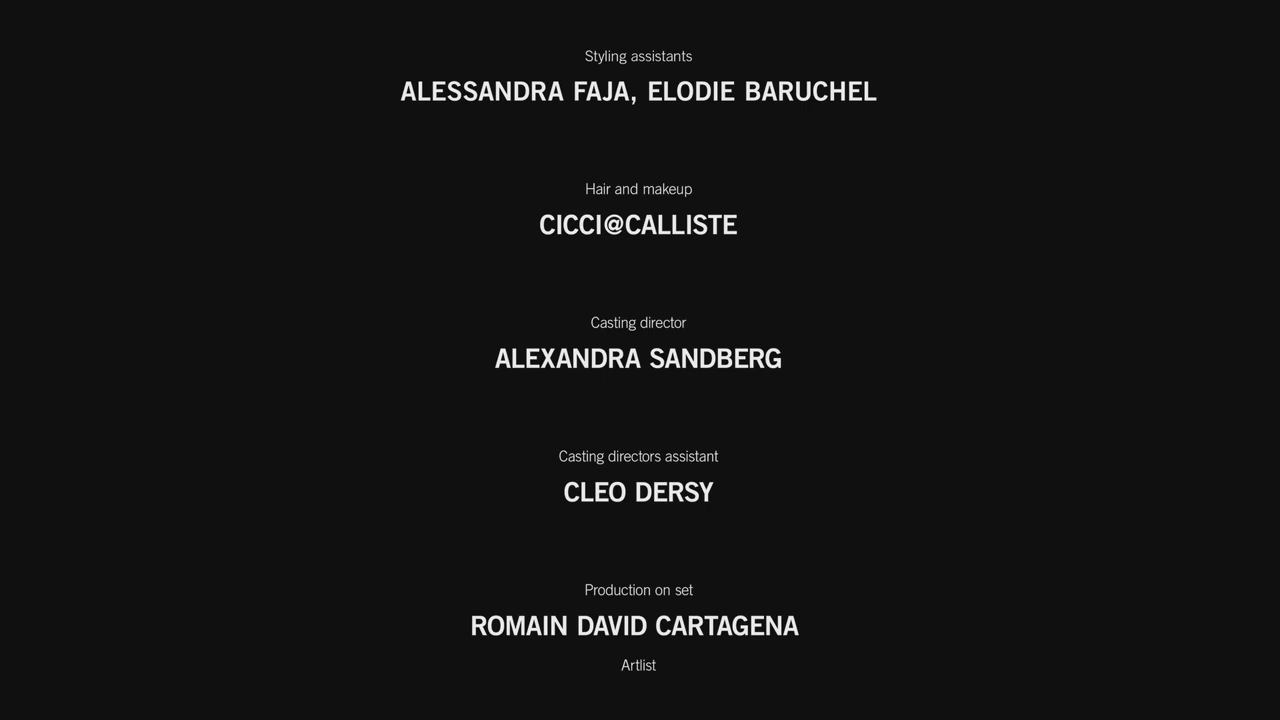 Styling assistants
ALESSANDRA FAJA, ELODIE BARUCHEL
Hair and makeup
CICCI@CALLISTE
Casting director
ALEXANDRA SANDBERG
Casting directors assistant
CLEO DERSY
Production on set
ROMAIN DAVID CARTAGENA
Artlist